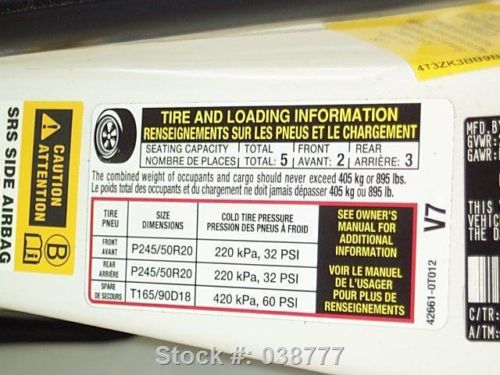 4T3ZK3BB9B
TIRE AND LOADING INFORMATION
RENSEIGNEMENTS SUR LES PNEUS ET LE CHARGEMENT
SEATING CAPACITY TOTAL FRONT REAR
NOMBRE DE PLACES TOTAL: 5 AVANT: 2 ARRIÈRE: 3
The combined weight of occupants and cargo should never exceed 405 kg or 895 lbs.
Le poids total des occupants et du chargement ne doit jamais dépasser 405 kg ou 895 lb.
TIRE
PNEU
SIZE
DIMENSIONS
COLD TIRE PRESSURE
PRESSION DES PNEUS À FROID
FRONT
AVANT
P245/50R20
220 kPa, 32 PSI
REAR
ARRIÈRE
P245/50R20
220 kPa, 32 PSI
SPARE
DE SECOURS
T165/90D18
420 kPa, 60 PSI
SEE OWNER'S
MANUAL FOR
ADDITIONAL
INFORMATION
VOIR LE MANUEL
DE L'USAGER
POUR PLUS DE
RENSEIGNEMENTS
V7
42661-0T012
CAUTION
ATTENTION
B
SRS SIDE AIRBAG
MFD.BY
GVWR:
GAWR:
THIS
VEHIC
THE D
C/TR:
A/TM:
Stock #: 038777